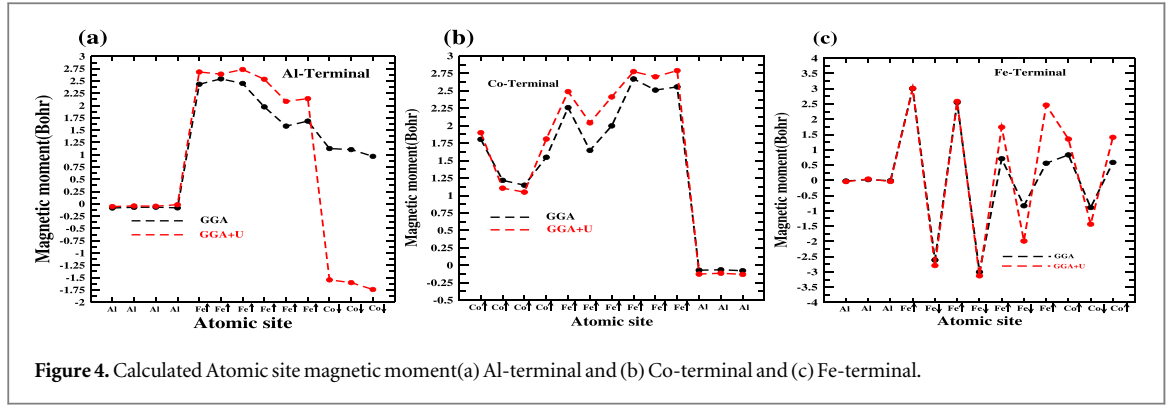 (a)
3
2.75
2.5
2.25
2
1.75
1.5
1.25
1
0.75
0.5
0.25
0
-0.25
-0.5
-0.75
-1
-1.25
-1.5
-1.75
-2
Magnetic moment(Bohr)
Al-Terminal
GGA
GGA+U
Al Al Al Al Fe↑ Fe↑ Fe↑ Fe↑ Fe↑ Fe↑ Co↓ Co↓ Co↓
Atomic site
(b)
3
2.75
2.5
2.25
2
1.75
1.5
1.25
1
0.75
0.5
0.25
0
-0.25
-0.5
Magnetic moment(Bohr)
Co-Terminal
GGA
GGA+U
Co↑ Co↑ Co↑ Co↑ Fe↑ Fe↑ Fe↑ Fe↑ Fe↑ Fe↑ Al Al Al
Atomic site
(c)
4
3.5
3
2.5
2
1.5
1
0.5
0
-0.5
-1
-1.5
-2
-2.5
-3
-3.5
-4
Magnetic moment(Bohr)
Fe-Terminal
GGA
GGA+U
Al Al Al Fe↑ Fe↓ Fe↑ Fe↓ Fe↑ Fe↓ Fe↑ Co↑ Co↓ Co↑
Atomic site
Figure 4. Calculated Atomic site magnetic moment(a) Al-terminal and (b) Co-terminal and (c) Fe-terminal.